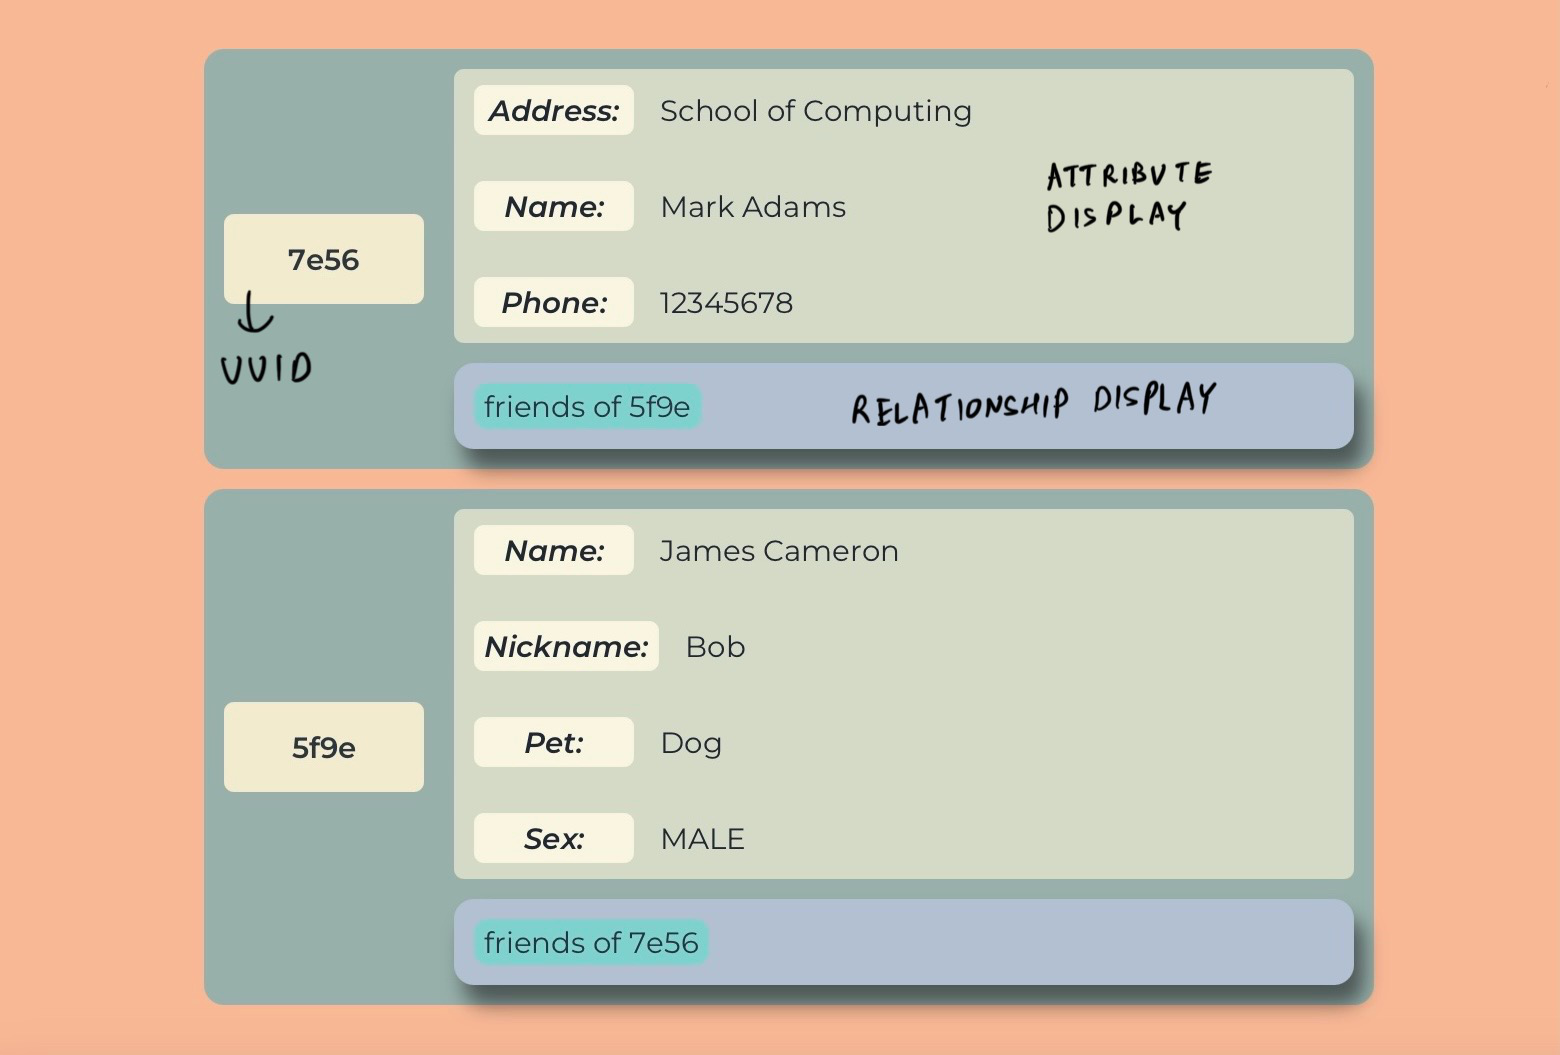 Address: School of Computing
ATTRIBUTE
DISPLAY
Name: Mark Adams
7e56
Phone: 12345678
UUID
friends of 5f9e
RELATIONSHIP DISPLAY
Name: James Cameron
Nickname: Bob
5f9e
Pet: Dog
Sex: MALE
friends of 7e56